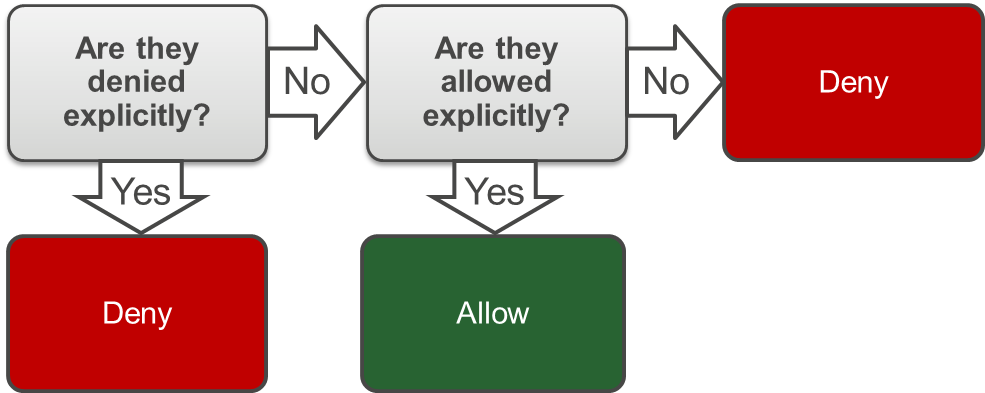 Are they
denied
explicitly?
No
Are they
allowed
explicitly?
No
Deny
Yes
Yes
Deny
Allow